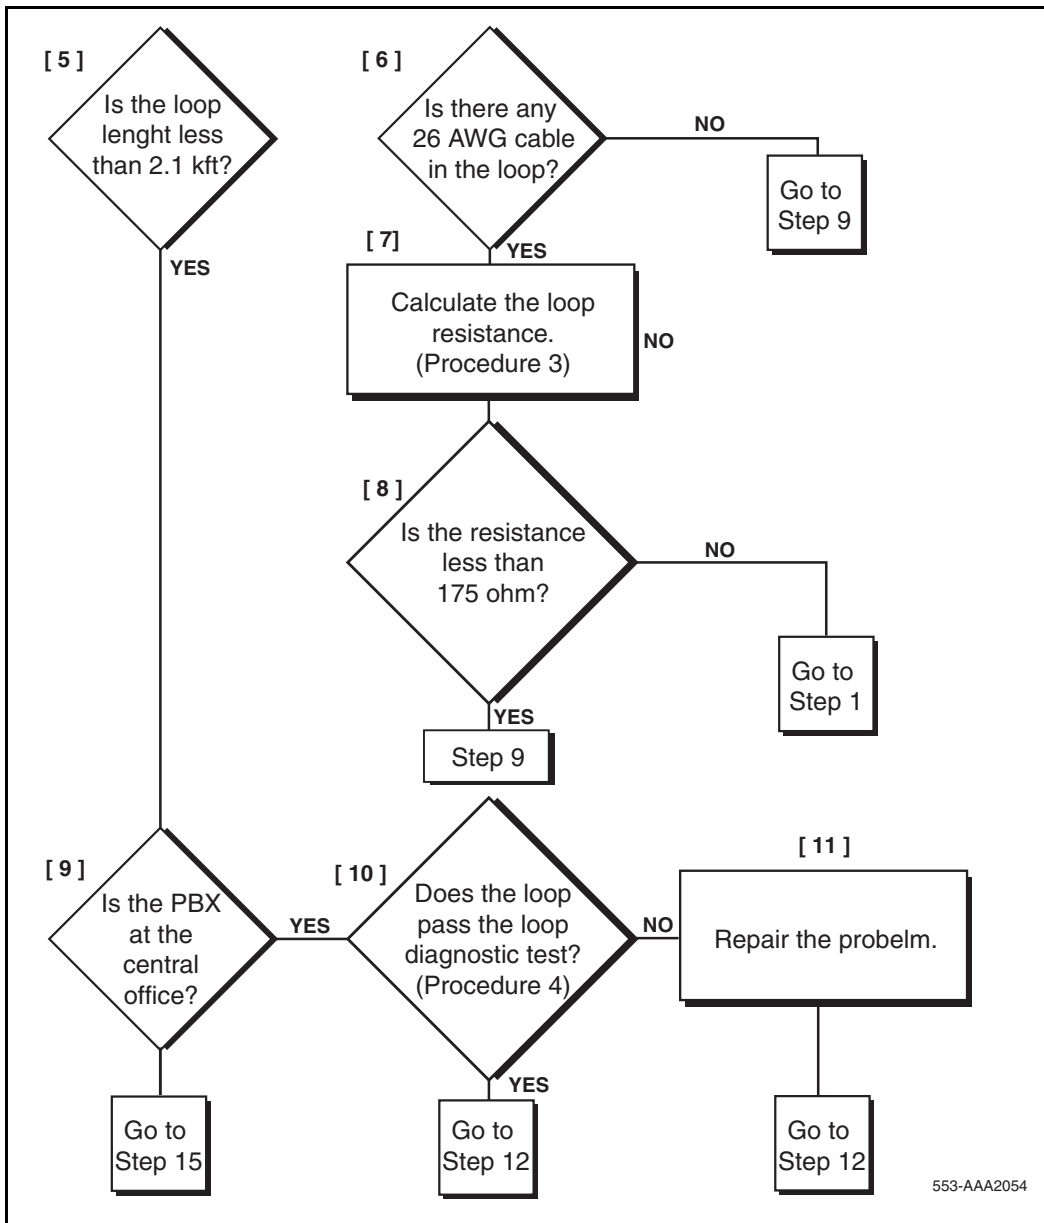 [ 5 ]
Is the loop
lenght less
than 2.1 kft?
YES
[ 6 ]
Is there any
26 AWG cable
in the loop?
NO
Go to
Step 9
YES
[ 7]
Calculate the loop
resistance.
(Procedure 3)
NO
[ 8 ]
Is the resistance
less than
175 ohm?
NO
Go to
Step 1
YES
Step 9
[ 9 ]
Is the PBX
at the
central
office?
YES
Go to
Step 15
[ 10 ]
Does the loop
pass the loop
diagnostic test?
(Procedure 4)
NO
YES
Go to
Step 12
[ 11 ]
Repair the probelm.
Go to
Step 12
553-AAA2054